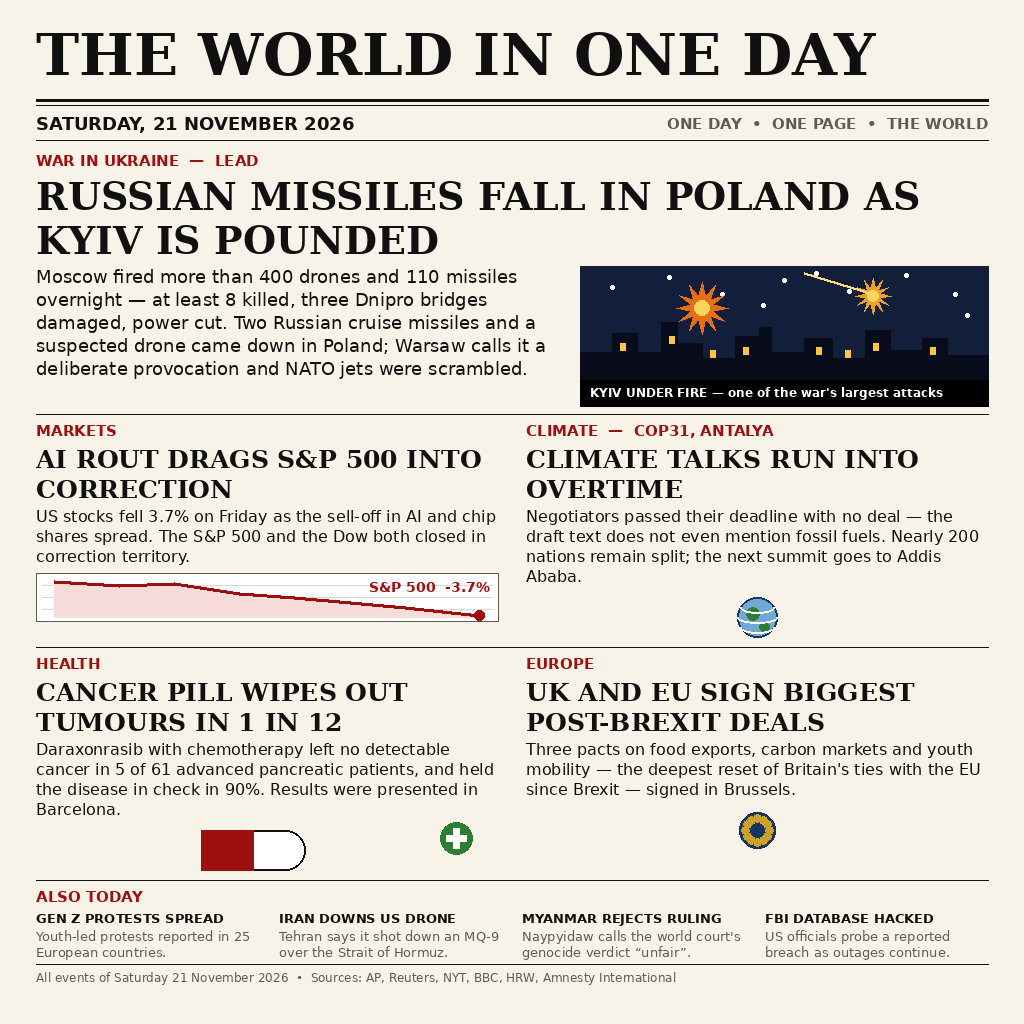 THE WORLD IN ONE DAY
SATURDAY, 21 NOVEMBER 2026
ONE DAY • ONE PAGE • THE WORLD
WAR IN UKRAINE — LEAD
RUSSIAN MISSILES FALL IN POLAND AS
KYIV IS POUNDED
Moscow fired more than 400 drones and 110 missiles
overnight — at least 8 killed, three Dnipro bridges
damaged, power cut. Two Russian cruise missiles and a
suspected drone came down in Poland; Warsaw calls it a
deliberate provocation and NATO jets were scrambled.
KYIV UNDER FIRE — one of the war's largest attacks
MARKETS
AI ROUT DRAGS S&P 500 INTO
CORRECTION
US stocks fell 3.7% on Friday as the sell-off in AI and chip
shares spread. The S&P 500 and the Dow both closed in
correction territory.
S&P 500 -3.7%
CLIMATE — COP31, ANTALYA
CLIMATE TALKS RUN INTO
OVERTIME
Negotiators passed their deadline with no deal — the
draft text does not even mention fossil fuels. Nearly 200
nations remain split; the next summit goes to Addis
Ababa.
HEALTH
CANCER PILL WIPES OUT
TUMOURS IN 1 IN 12
Daraxonrasib with chemotherapy left no detectable
cancer in 5 of 61 advanced pancreatic patients, and held
the disease in check in 90%. Results were presented in
Barcelona.
EUROPE
UK AND EU SIGN BIGGEST
POST-BREXIT DEALS
Three pacts on food exports, carbon markets and youth
mobility — the deepest reset of Britain's ties with the EU
since Brexit — signed in Brussels.
ALSO TODAY
GEN Z PROTESTS SPREAD
Youth-led protests reported in 25
European countries.
IRAN DOWNS US DRONE
Tehran says it shot down an MQ-9
over the Strait of Hormuz.
MYANMAR REJECTS RULING
Naypyidaw calls the world court's
genocide verdict “unfair”.
FBI DATABASE HACKED
US officials probe a reported
breach as outages continue.
All events of Saturday 21 November 2026 • Sources: AP, Reuters, NYT, BBC, HRW, Amnesty International